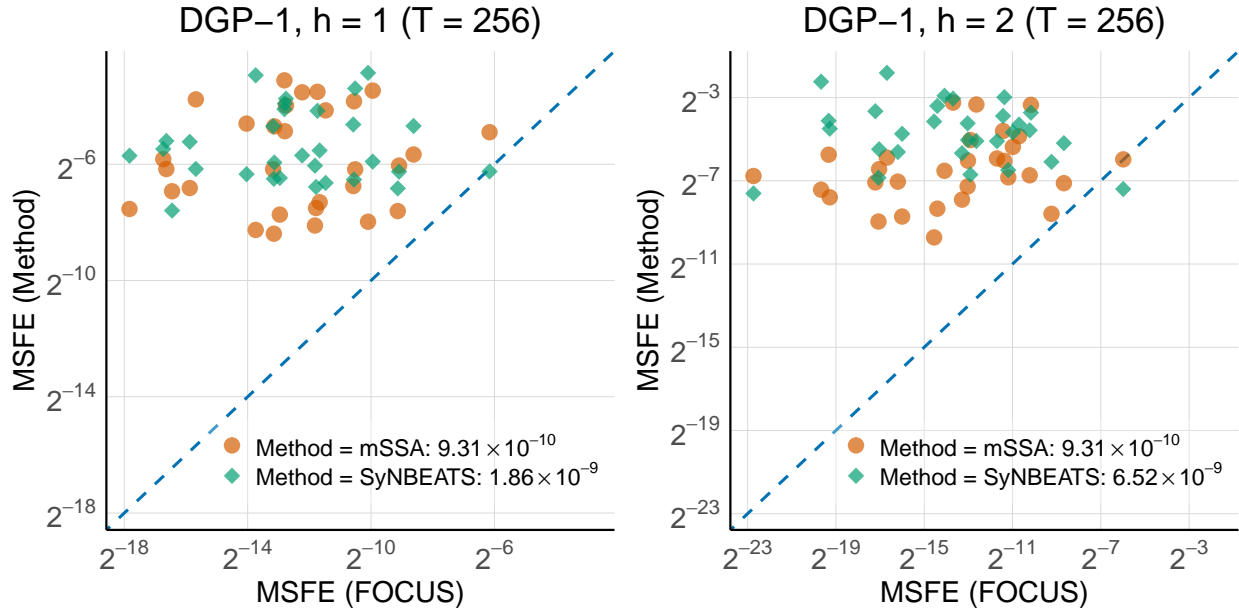 DGP−1, h = 1 (T = 256)
MSFE (Method)
2⁻⁶
2⁻¹⁰
2⁻¹⁴
2⁻¹⁸
Method = mSSA: 9.31 × 10⁻¹⁰
Method = SyNBEATS: 1.86 × 10⁻⁹
2⁻¹⁸ 2⁻¹⁴ 2⁻¹⁰ 2⁻⁶
MSFE (FOCUS)
DGP−1, h = 2 (T = 256)
MSFE (Method)
2⁻³
2⁻⁷
2⁻¹¹
2⁻¹⁵
2⁻¹⁹
2⁻²³
Method = mSSA: 9.31 × 10⁻¹⁰
Method = SyNBEATS: 6.52 × 10⁻⁹
2⁻²³ 2⁻¹⁹ 2⁻¹⁵ 2⁻¹¹ 2⁻⁷ 2⁻³
MSFE (FOCUS)